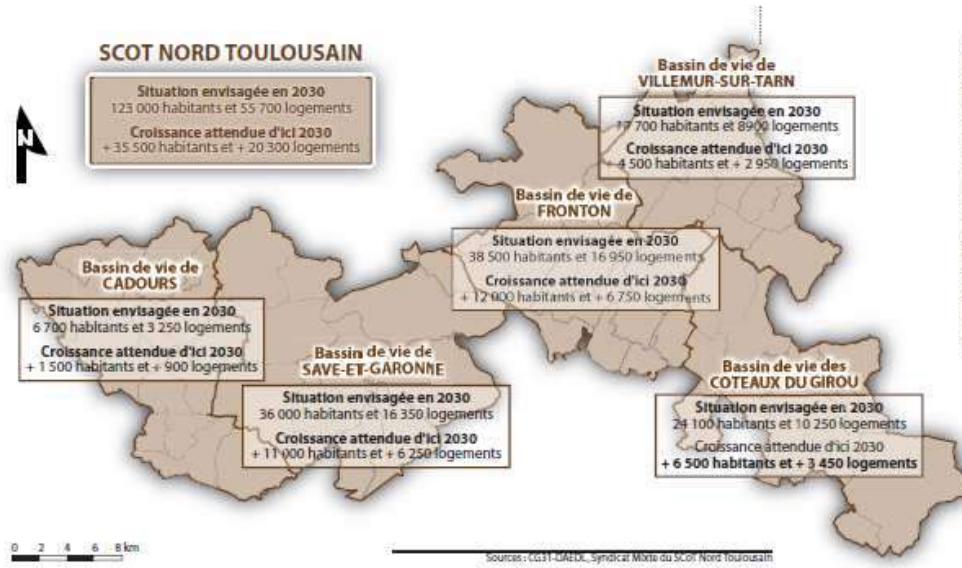 SCOT NORD TOULOUSAIN
Situation envisagée en 2030
123 000 habitants et 55 700 logements
Croissance attendue d'ici 2030
+ 35 500 habitants et + 20 300 logements
N
Bassin de vie de
VILLEMUR-SUR-TARN
Situation envisagée en 2030
17 700 habitants et 8900 logements
Croissance attendue d'ici 2030
+ 4 500 habitants et + 2 950 logements
Bassin de vie de
FRONTON
Situation envisagée en 2030
38 500 habitants et 16 950 logements
Croissance attendue d'ici 2030
+ 12 000 habitants et + 6 750 logements
Bassin de vie de
CADOURS
Situation envisagée en 2030
6 700 habitants et 3 250 logements
Croissance attendue d'ici 2030
+ 1 500 habitants et + 900 logements
Bassin de vie de
SAVE-ET-GARONNE
Situation envisagée en 2030
36 000 habitants et 16 350 logements
Croissance attendue d'ici 2030
+ 11 000 habitants et + 6 250 logements
Bassin de vie des
COTEAUX DU GIROU
Situation envisagée en 2030
24 100 habitants et 10 250 logements
Croissance attendue d'ici 2030
+ 6 500 habitants et + 3 450 logements
0 2 4 6 8 km
Sources : CG31-DAEDL, Syndicat Mixte du SCoT Nord Toulousain